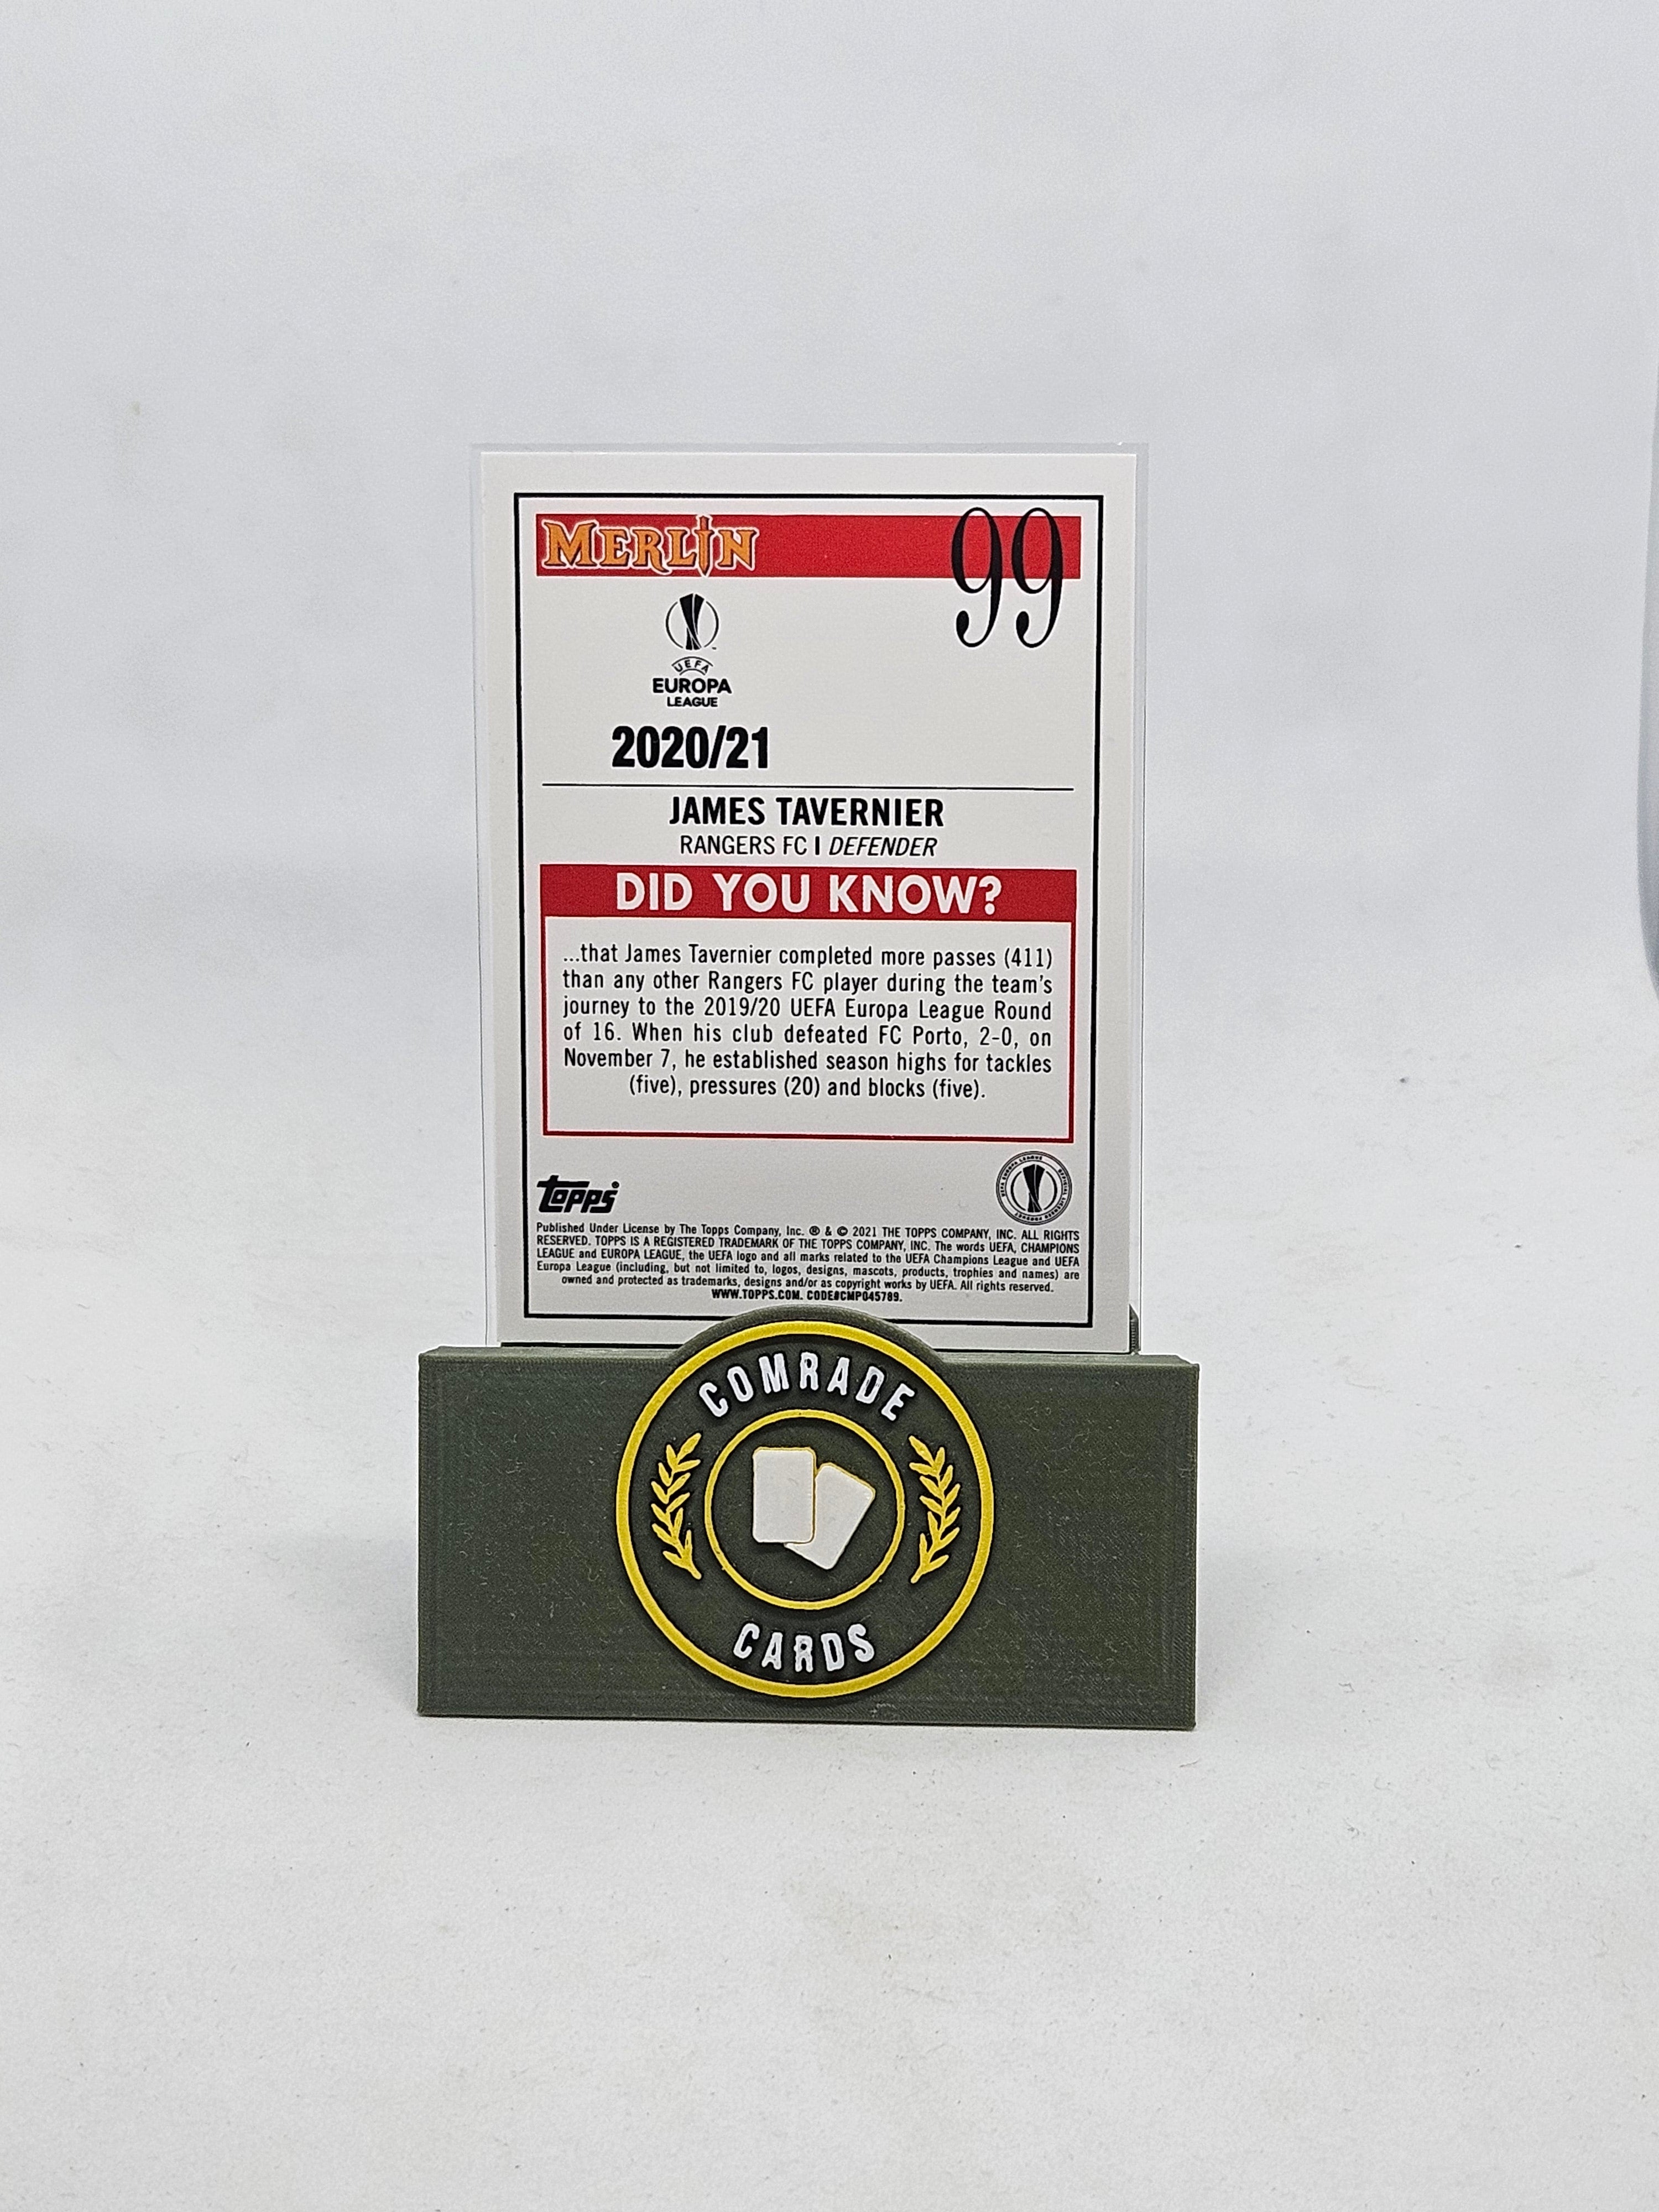 MERLIN
99
UEFA
EUROPA
LEAGUE
2020/21
JAMES TAVERNIER
RANGERS FC | DEFENDER
DID YOU KNOW?
...that James Tavernier completed more passes (411)
than any other Rangers FC player during the team's
journey to the 2019/20 UEFA Europa League Round
of 16. When his club defeated FC Porto, 2-0, on
November 7, he established season highs for tackles
(five), pressures (20) and blocks (five).
topps
Published Under License by The Topps Company, Inc. ® & © 2021 THE TOPPS COMPANY, INC. ALL RIGHTS
RESERVED. TOPPS IS A REGISTERED TRADEMARK OF THE TOPPS COMPANY, INC. The words UEFA, CHAMPIONS
LEAGUE and EUROPA LEAGUE, the UEFA logo and all marks related to the UEFA Champions League and UEFA
Europa League (including, but not limited to, logos, designs, mascots, products, trophies and names) are
owned and protected as trademarks, designs and/or as copyright works by UEFA. All rights reserved.
WWW.TOPPS.COM. CODE#CMP045789.
COMRADE
CARDS